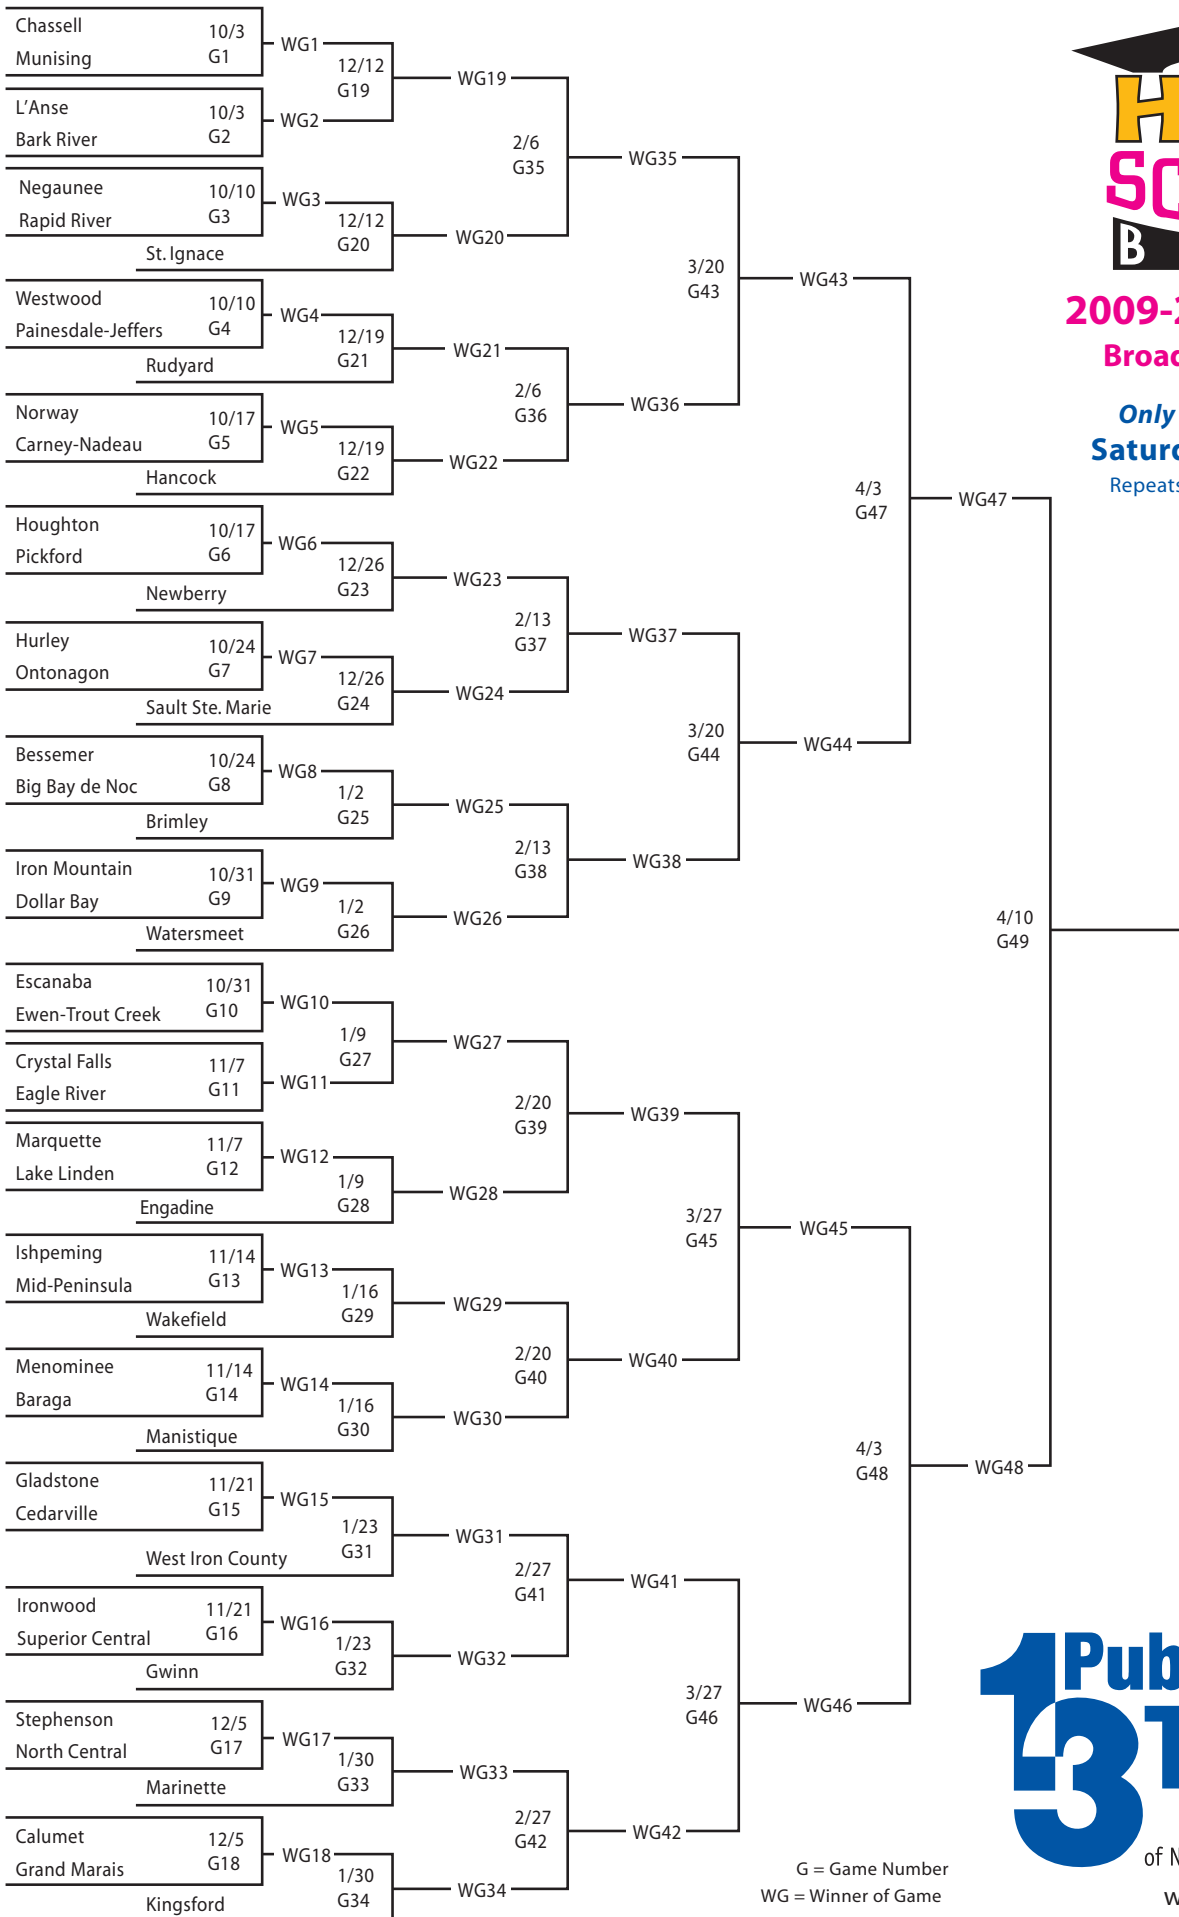 Chassell
Munising
10/3
G1
WG1
L'Anse
Bark River
10/3
G2
WG2
12/12
G19
WG19
Negaunee
Rapid River
10/10
G3
WG3
St. Ignace
12/12
G20
WG20
2/6
G35
WG35
Westwood
Painesdale-Jeffers
10/10
G4
WG4
Rudyard
12/19
G21
WG21
Norway
Carney-Nadeau
10/17
G5
WG5
Hancock
12/19
G22
WG22
2/6
G36
WG36
3/20
G43
WG43
Houghton
Pickford
10/17
G6
WG6
Newberry
12/26
G23
WG23
Hurley
Ontonagon
10/24
G7
WG7
Sault Ste. Marie
12/26
G24
WG24
2/13
G37
WG37
Bessemer
Big Bay de Noc
10/24
G8
WG8
Brimley
1/2
G25
WG25
Iron Mountain
Dollar Bay
10/31
G9
WG9
Watersmeet
1/2
G26
WG26
2/13
G38
WG38
3/20
G44
WG44
4/3
G47
WG47
Escanaba
Ewen-Trout Creek
10/31
G10
WG10
Crystal Falls
Eagle River
11/7
G11
WG11
1/9
G27
WG27
Marquette
Lake Linden
11/7
G12
WG12
Engadine
1/9
G28
WG28
2/20
G39
WG39
Ishpeming
Mid-Peninsula
11/14
G13
WG13
Wakefield
1/16
G29
WG29
Menominee
Baraga
11/14
G14
WG14
Manistique
1/16
G30
WG30
2/20
G40
WG40
3/27
G45
WG45
Gladstone
Cedarville
11/21
G15
WG15
West Iron County
1/23
G31
WG31
Ironwood
Superior Central
11/21
G16
WG16
Gwinn
1/23
G32
WG32
2/27
G41
WG41
Stephenson
North Central
12/5
G17
WG17
Marinette
1/30
G33
WG33
Calumet
Grand Marais
12/5
G18
WG18
Kingsford
1/30
G34
WG34
2/27
G42
WG42
3/27
G46
WG46
4/3
G48
WG48
4/10
G49
H
SC
B
2009-2
Broad
Only
Saturd
Repeats
G = Game Number
WG = Winner of Game
13
Pub
T
of N
w